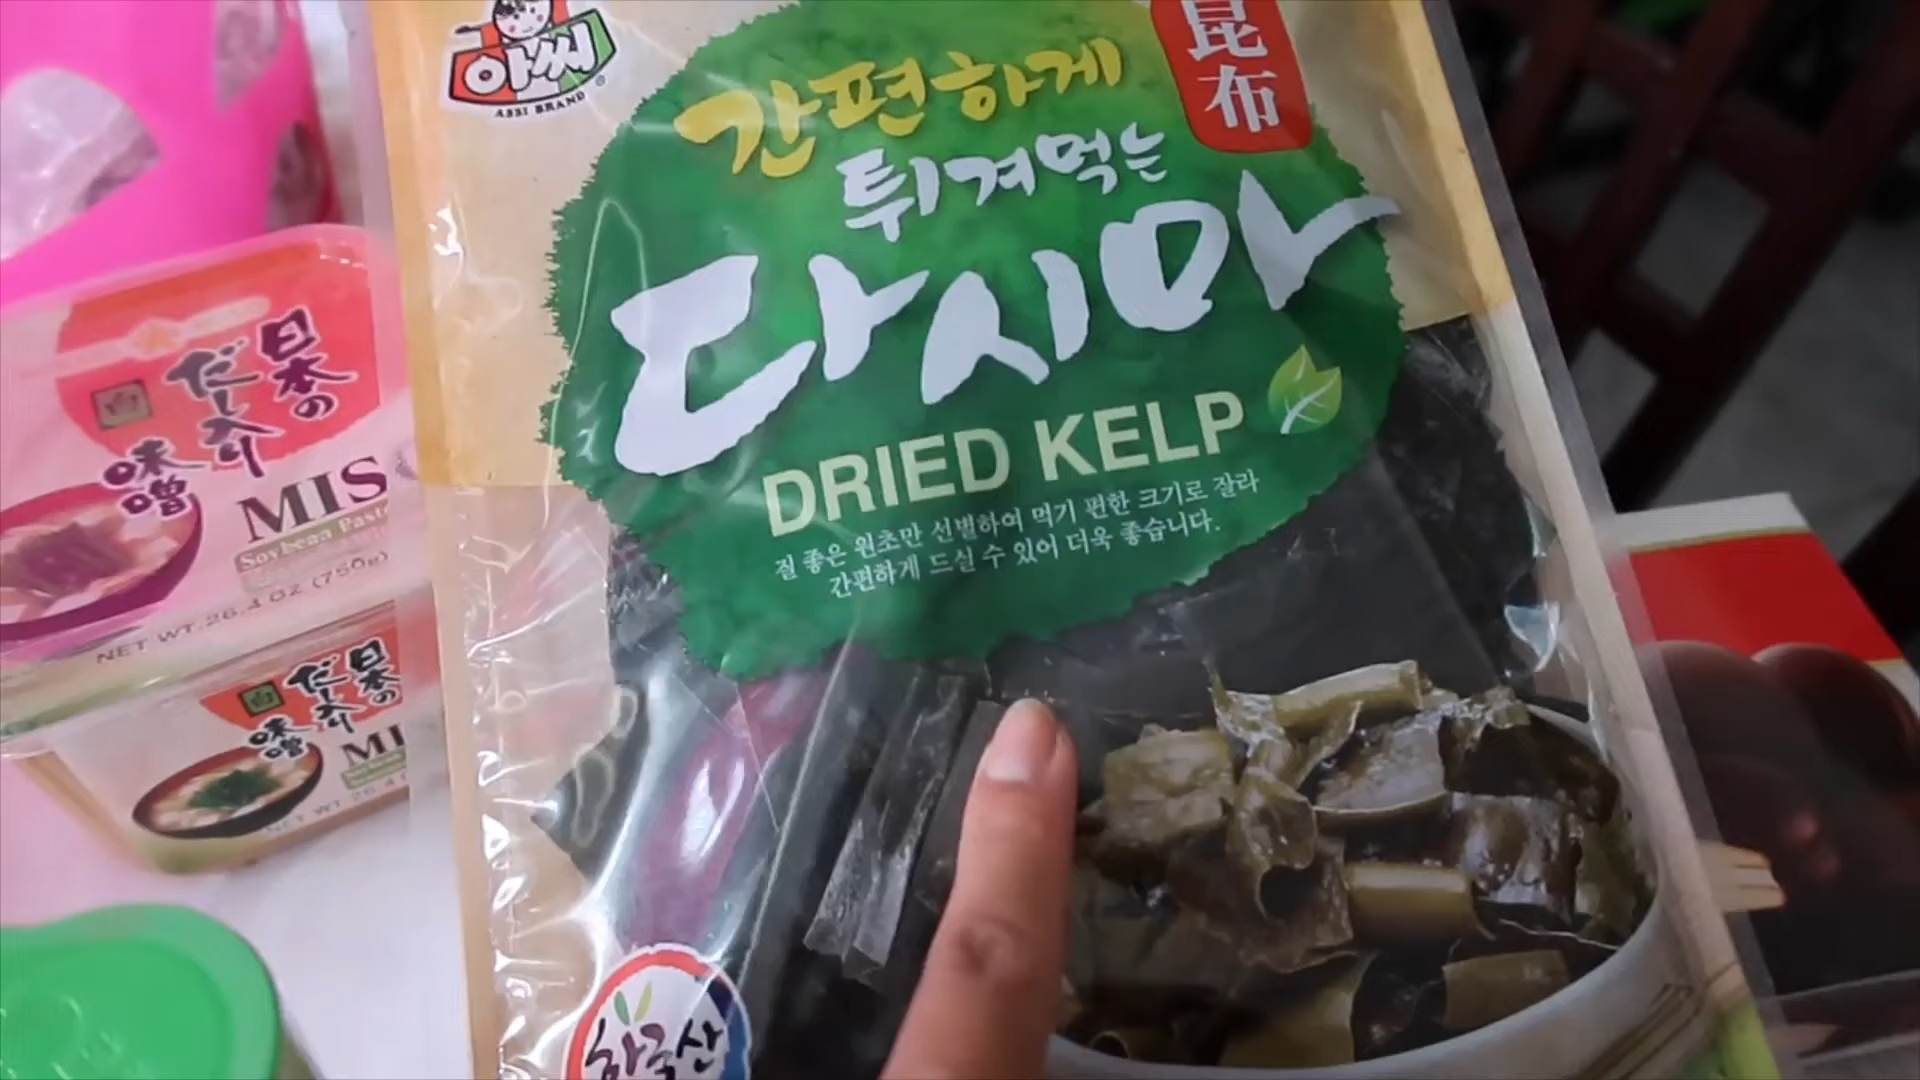 아씨
ASSI BRAND
昆布
간편하게
튀겨먹는
다시마
DRIED KELP
질 좋은 원초만 선별하여 먹기 편한 크기로 잘라
간편하게 드실 수 있어 더욱 좋습니다.
한국산
日本の
だし入り
味噌
白
MIS
Soybean Paste
NET WT. 26.4 OZ (750g)
日本の
だし入り
味噌
白
MI
NET WT. 26.4 O